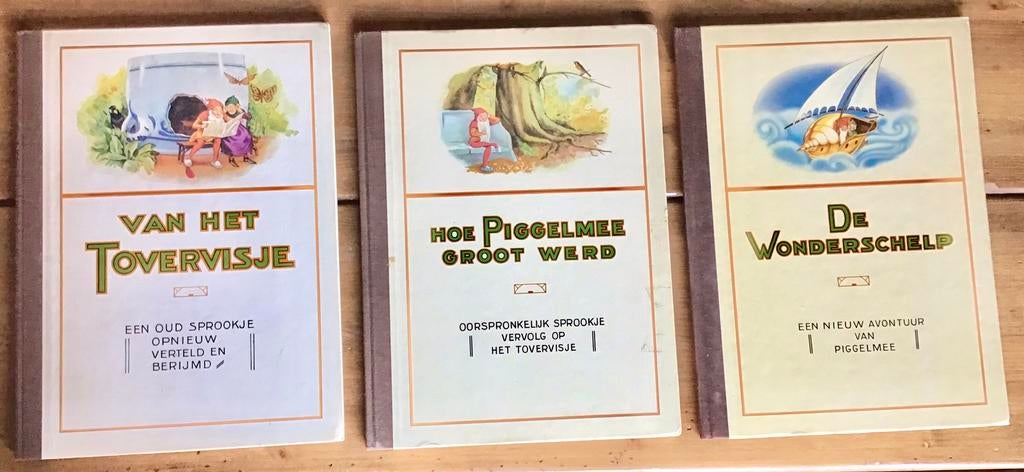 VAN HET
TOVERVISJE
EEN OUD SPROOKJE
OPNIEUW
VERTELD EN
BERIJMD
HOE PIGGELMEE
GROOT WERD
OORSPRONKELIJK SPROOKJE
VERVOLG OP
HET TOVERVISJE
DE
WONDERSCHELP
EEN NIEUW AVONTUUR
VAN
PIGGELMEE